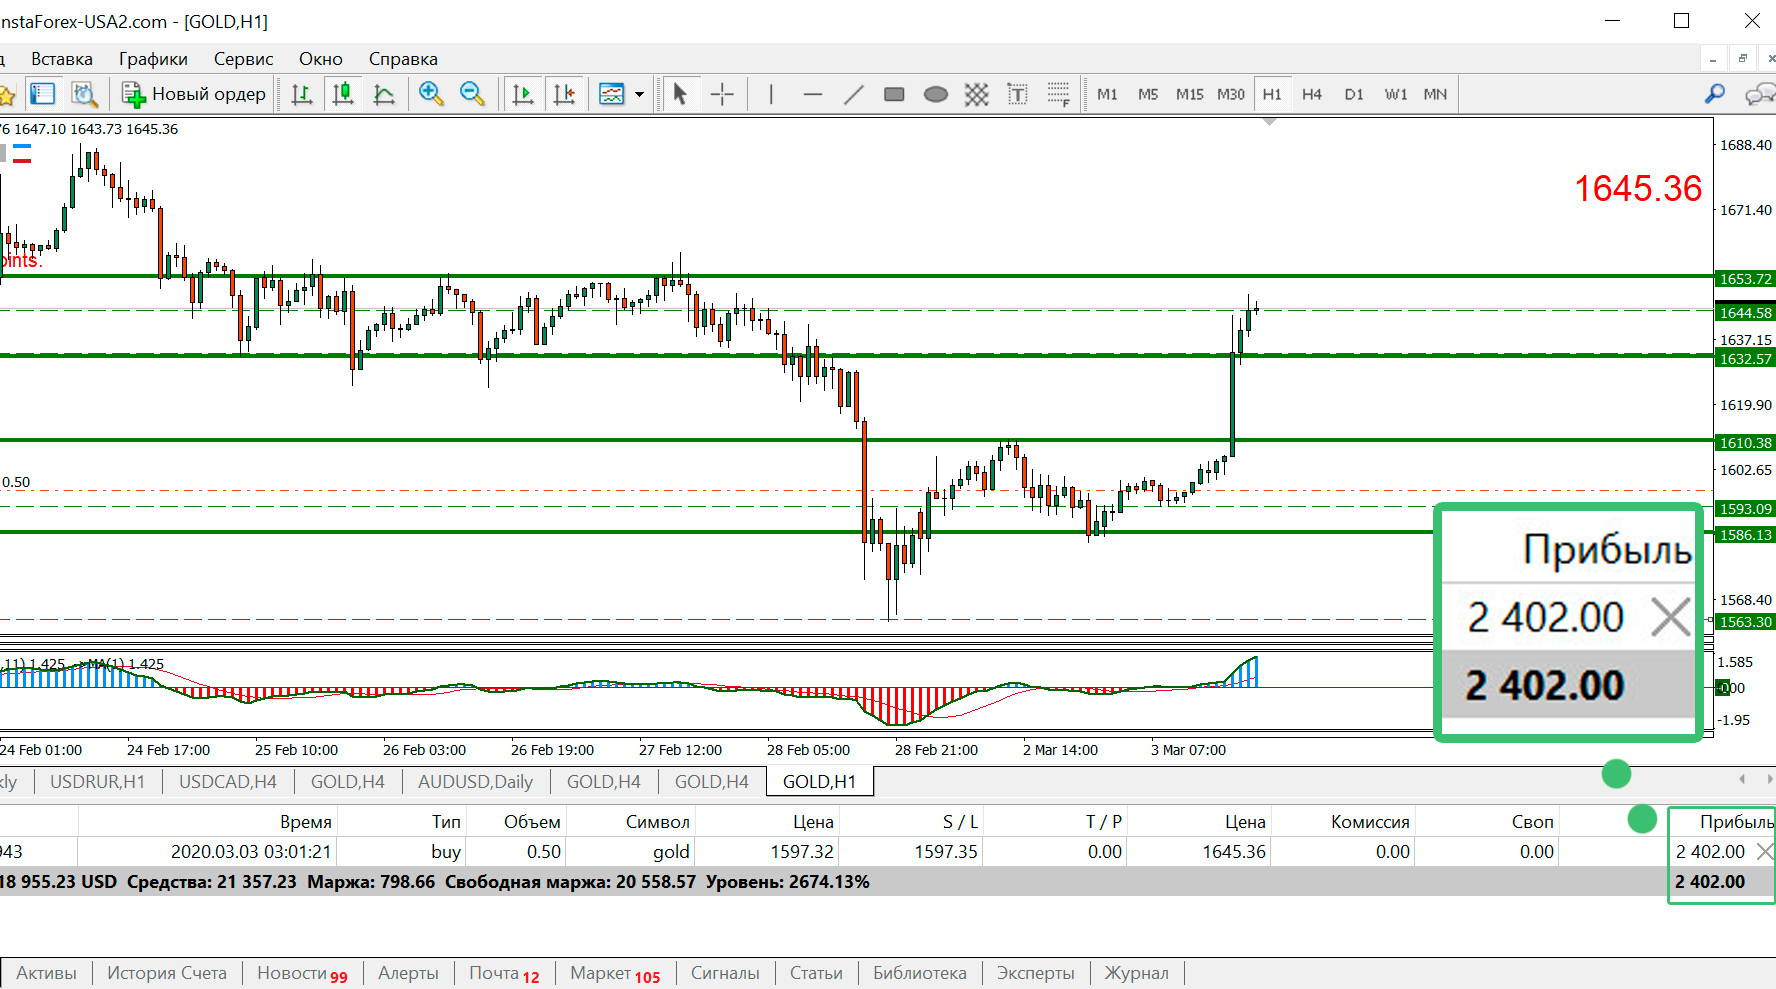 nstaForex-USA2.com - [GOLD,H1]
Вставка Графики Сервис Окно Справка
Новый ордер M1 M5 M15 M30 H1 H4 D1 W1 MN
76 1647.10 1643.73 1645.36
1688.40
1645.36
1671.40
oints.
1653.72
1644.58
1637.15
1632.57
1619.90
1610.38
1602.65
0.50
1593.09
1586.13
1568.40
1563.30
Прибыль
2 402.00
2 402.00
,11) 1.425 MA(1) 1.425
1.585
0.00
-1.95
24 Feb 01:00 24 Feb 17:00 25 Feb 10:00 26 Feb 03:00 26 Feb 19:00 27 Feb 12:00 28 Feb 05:00 28 Feb 21:00 2 Mar 14:00 3 Mar 07:00
kly USDRUR,H1 USDCAD,H4 GOLD,H4 AUDUSD,Daily GOLD,H4 GOLD,H4 GOLD,H1
Время Тип Объем Символ Цена S / L T / P Цена Комиссия Своп Прибыль
943 2020.03.03 03:01:21 buy 0.50 gold 1597.32 1597.35 0.00 1645.36 0.00 0.00 2 402.00
18 955.23 USD Средства: 21 357.23 Маржа: 798.66 Свободная маржа: 20 558.57 Уровень: 2674.13% 2 402.00
Активы История Счета Новости 99 Алерты Почта 12 Маркет 105 Сигналы Статьи Библиотека Эксперты Журнал